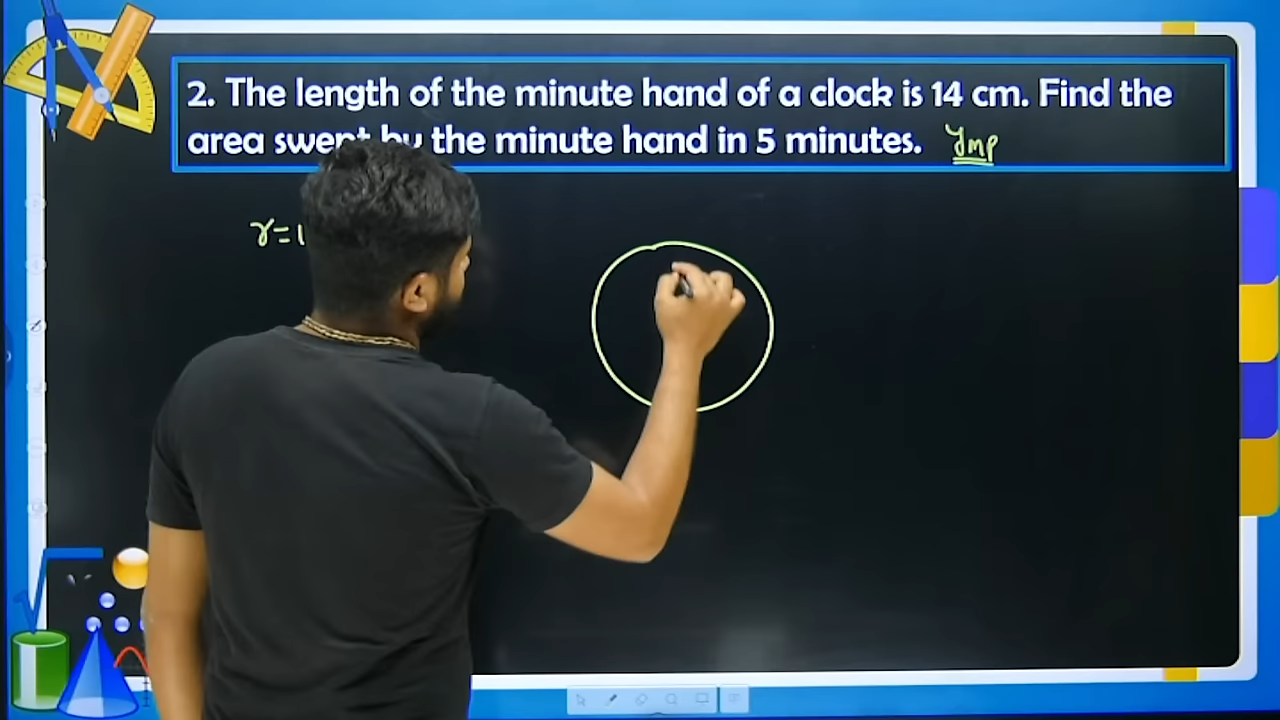 2. The length of the minute hand of a clock is 14 cm. Find the
area swept by the minute hand in 5 minutes. Imp
r=1